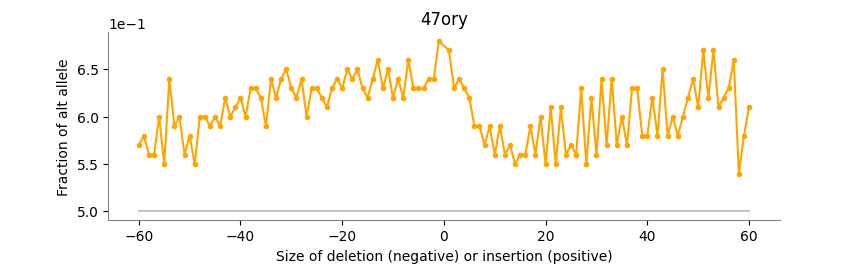 47ory
1e−1
Fraction of alt allele
6.5
6.0
5.5
5.0
−60
−40
−20
0
20
40
60
Size of deletion (negative) or insertion (positive)